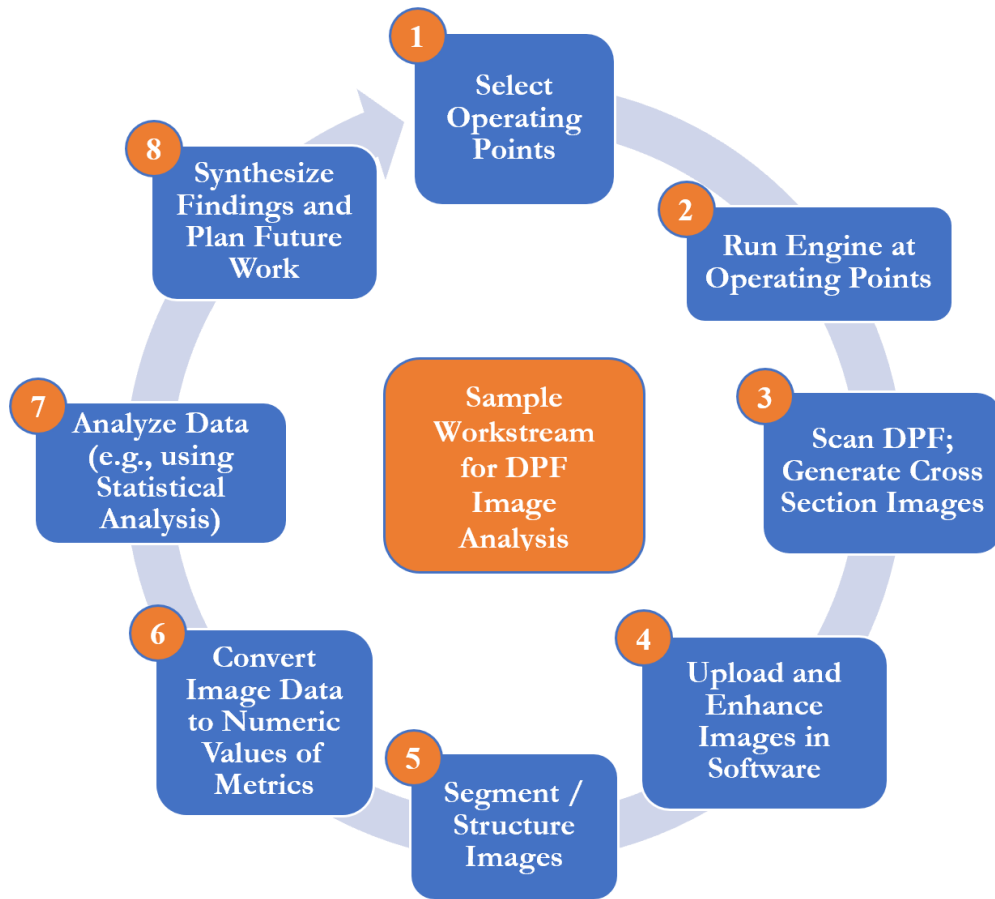 1
Select
Operating
Points
2
Run Engine at
Operating Points
3
Scan DPF;
Generate Cross
Section Images
4
Upload and
Enhance
Images in
Software
5
Segment /
Structure
Images
6
Convert
Image Data
to Numeric
Values of
Metrics
7
Analyze Data
(e.g., using
Statistical
Analysis)
8
Synthesize
Findings and
Plan Future
Work
Sample
Workstream
for DPF
Image
Analysis